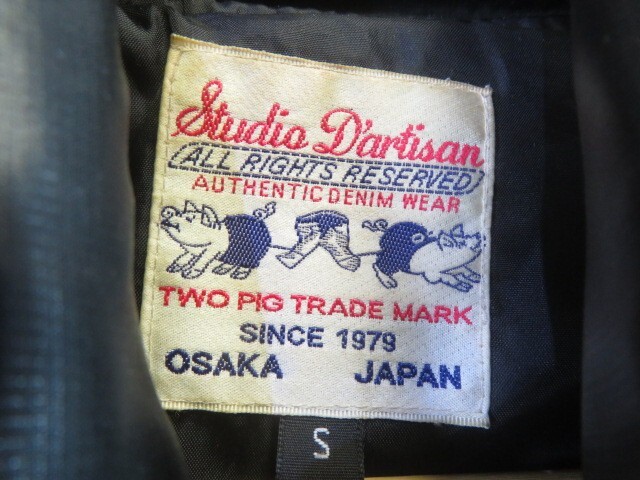 Studio D'artisan
ALL RIGHTS RESERVED
AUTHENTIC DENIM WEAR
TWO PIG TRADE MARK
SINCE 1979
OSAKA JAPAN
S